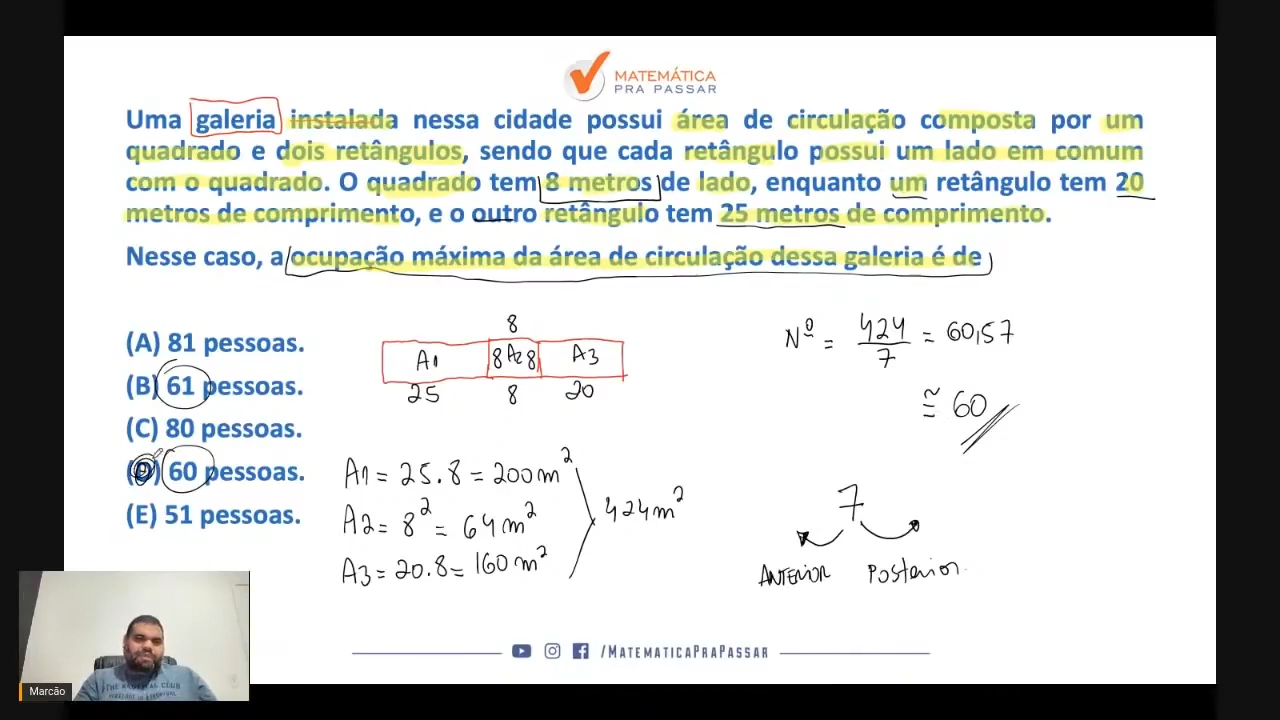 MATEMÁTICA
PRA PASSAR
Uma galeria instalada nessa cidade possui área de circulação composta por um
quadrado e dois retângulos, sendo que cada retângulo possui um lado em comum
com o quadrado. O quadrado tem 8 metros de lado, enquanto um retângulo tem 20
metros de comprimento, e o outro retângulo tem 25 metros de comprimento.
Nesse caso, a ocupação máxima da área de circulação dessa galeria é de
(A) 81 pessoas.
(B) 61 pessoas.
(C) 80 pessoas.
(D) 60 pessoas.
(E) 51 pessoas.
8
A1 8 A2 8 A3
25 8 20
A1 = 25.8 = 200m²
A2 = 8² = 64m²
A3 = 20.8 = 160m²
424m²
Nº = 424/7 = 60,57
≅ 60
7
ANTERIOR Posterior.
/MATEMATICAPRAPASSAR
Marcão